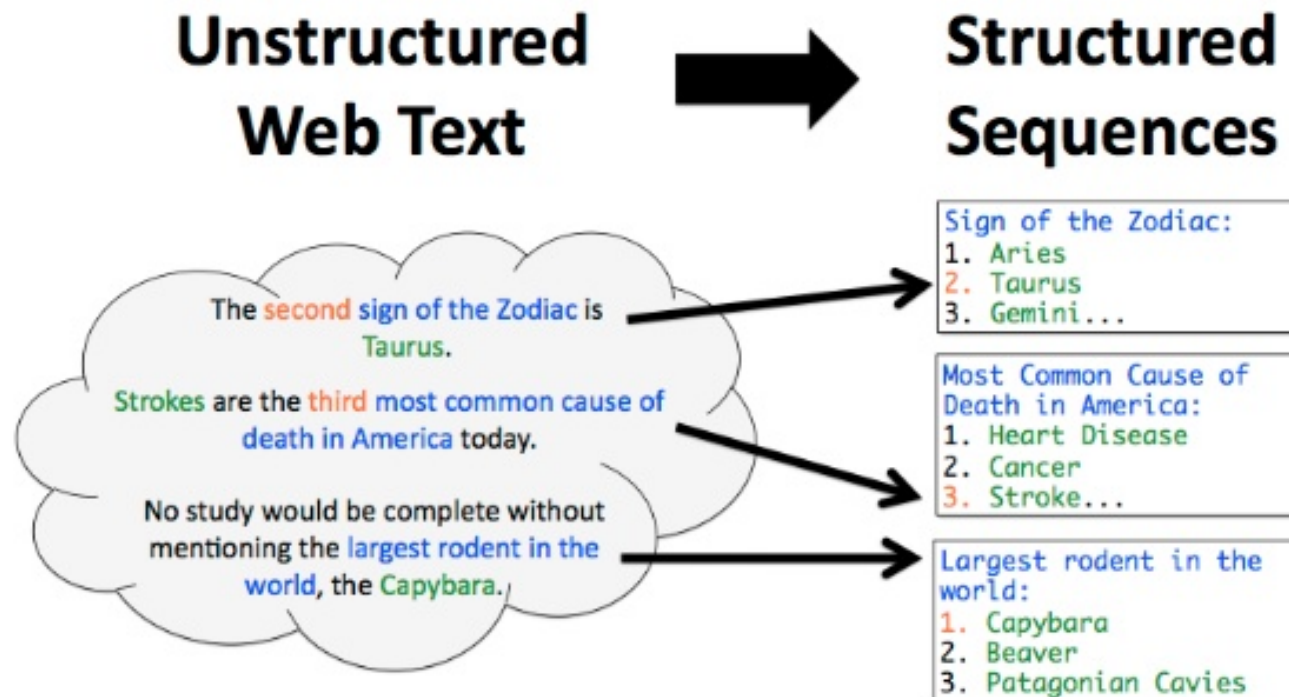 Unstructured
Web Text
Structured
Sequences
The second sign of the Zodiac is
Taurus.
Strokes are the third most common cause of
death in America today.
No study would be complete without
mentioning the largest rodent in the
world, the Capybara.
Sign of the Zodiac:
1. Aries
2. Taurus
3. Gemini...
Most Common Cause of
Death in America:
1. Heart Disease
2. Cancer
3. Stroke...
Largest rodent in the
world:
1. Capybara
2. Beaver
3. Patagonian Cavies